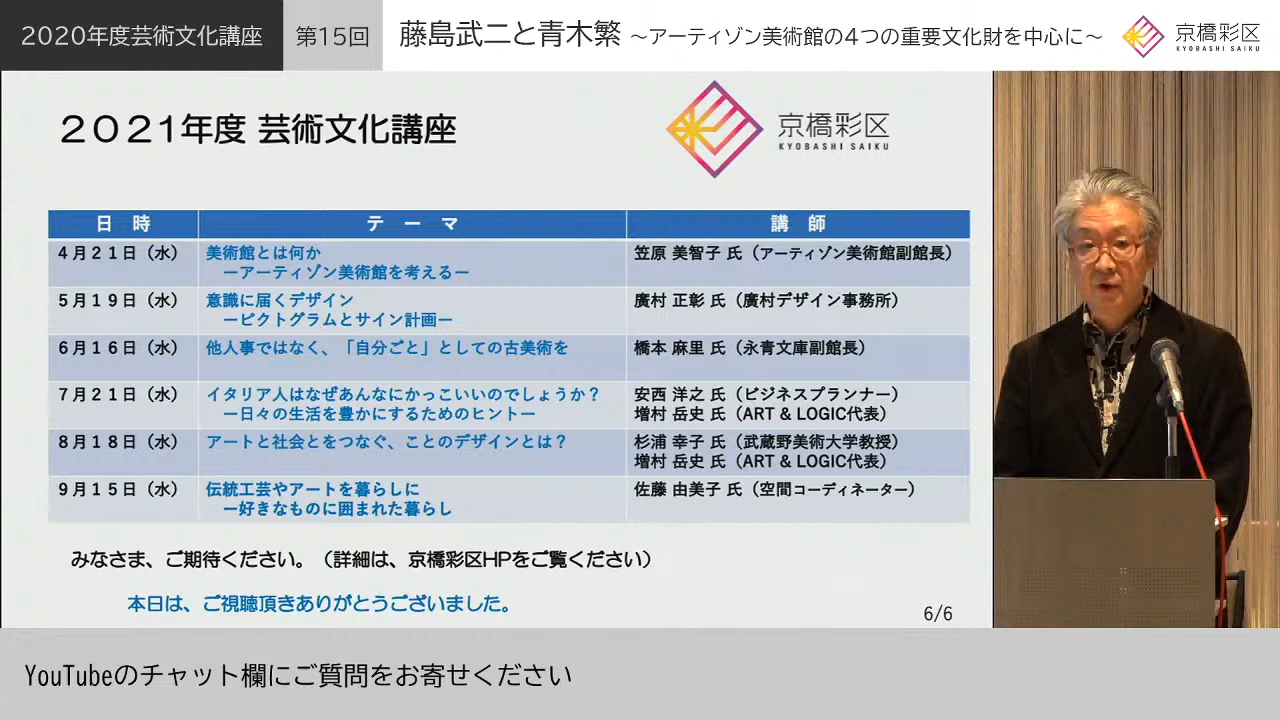 2020年度芸術文化講座
第15回
藤島武二と青木繁 ～アーティゾン美術館の4つの重要文化財を中心に～
京橋彩区
KYOBASHI SAIKU
2021年度 芸術文化講座
京橋彩区
KYOBASHI SAIKU
日 時 テ ー マ 講 師
4月21日（水） 美術館とは何か 笠原 美智子 氏（アーティゾン美術館副館長）
ーアーティゾン美術館を考えるー
5月19日（水） 意識に届くデザイン 廣村 正彰 氏（廣村デザイン事務所）
ーピクトグラムとサイン計画ー
6月16日（水） 他人事ではなく、「自分ごと」としての古美術を 橋本 麻里 氏（永青文庫副館長）
7月21日（水） イタリア人はなぜあんなにかっこいいのでしょうか？ 安西 洋之 氏（ビジネスプランナー）
ー日々の生活を豊かにするためのヒントー 増村 岳史 氏（ART & LOGIC代表）
8月18日（水） アートと社会とをつなぐ、ことのデザインとは？ 杉浦 幸子 氏（武蔵野美術大学教授）
増村 岳史 氏（ART & LOGIC代表）
9月15日（水） 伝統工芸やアートを暮らしに 佐藤 由美子 氏（空間コーディネーター）
ー好きなものに囲まれた暮らし
みなさま、ご期待ください。（詳細は、京橋彩区HPをご覧ください）
本日は、ご視聴頂きありがとうございました。
6/6
YouTubeのチャット欄にご質問をお寄せください